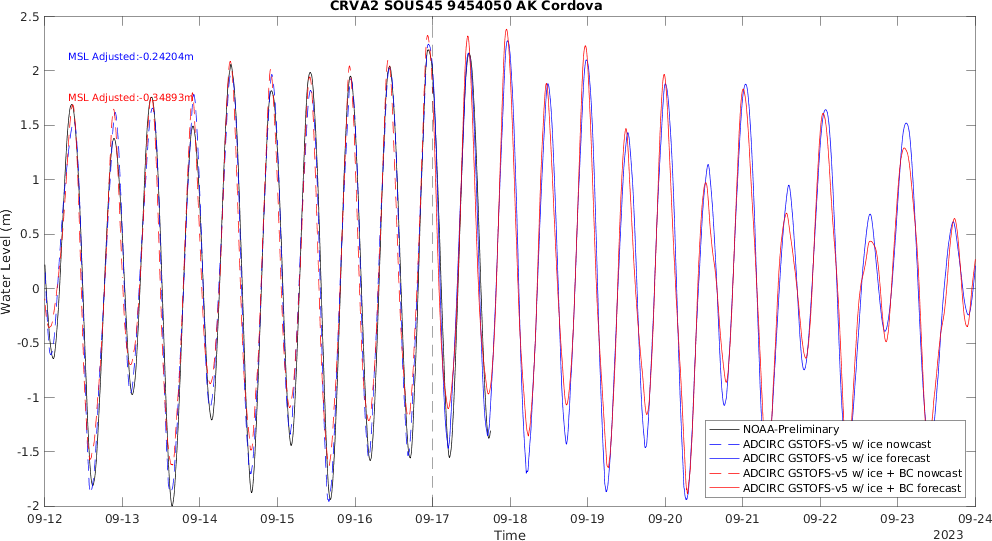 CRVA2 SOUS45 9454050 AK Cordova
MSL Adjusted:-0.24204m
MSL Adjusted:-0.34893m
Water Level (m)
2.5
2
1.5
1
0.5
0
-0.5
-1
-1.5
-2
NOAA-Preliminary
ADCIRC GSTOFS-v5 w/ ice nowcast
ADCIRC GSTOFS-v5 w/ ice forecast
ADCIRC GSTOFS-v5 w/ ice + BC nowcast
ADCIRC GSTOFS-v5 w/ ice + BC forecast
09-12 09-13 09-14 09-15 09-16 09-17 09-18 09-19 09-20 09-21 09-22 09-23 09-24
Time
2023